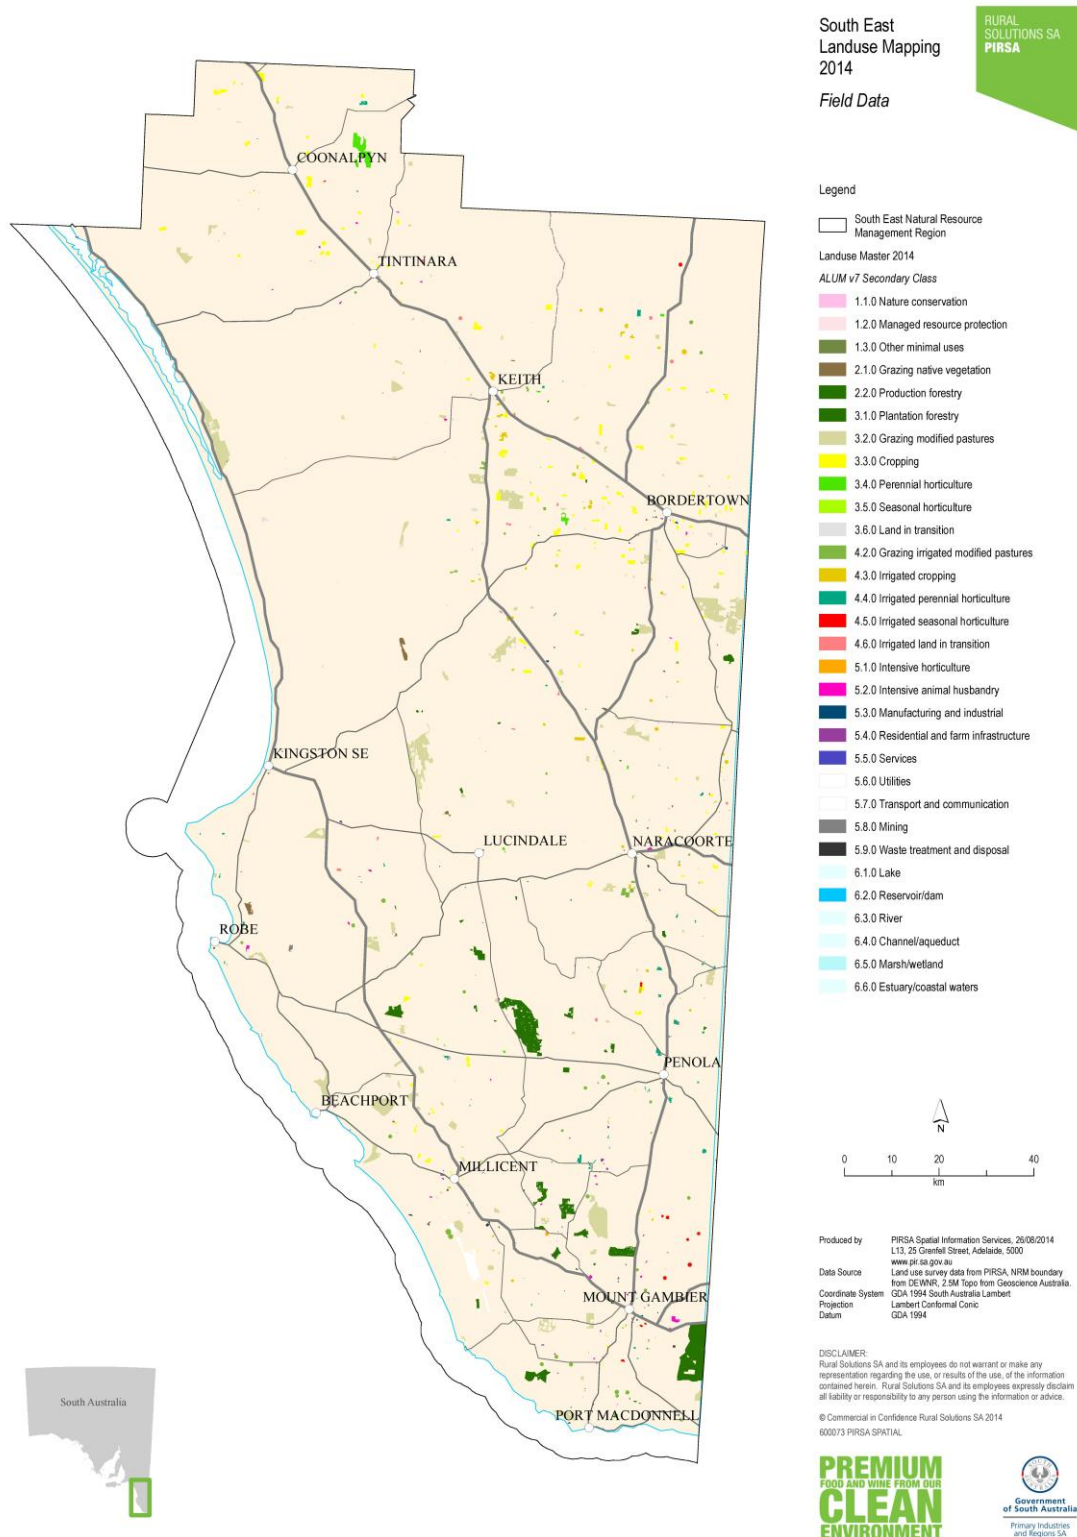 South East
Landuse Mapping
2014
Field Data
RURAL
SOLUTIONS SA
PIRSA
Legend
South East Natural Resource
Management Region
Landuse Master 2014
ALUM v7 Secondary Class
1.1.0 Nature conservation
1.2.0 Managed resource protection
1.3.0 Other minimal uses
2.1.0 Grazing native vegetation
2.2.0 Production forestry
3.1.0 Plantation forestry
3.2.0 Grazing modified pastures
3.3.0 Cropping
3.4.0 Perennial horticulture
3.5.0 Seasonal horticulture
3.6.0 Land in transition
4.2.0 Grazing irrigated modified pastures
4.3.0 Irrigated cropping
4.4.0 Irrigated perennial horticulture
4.5.0 Irrigated seasonal horticulture
4.6.0 Irrigated land in transition
5.1.0 Intensive horticulture
5.2.0 Intensive animal husbandry
5.3.0 Manufacturing and industrial
5.4.0 Residential and farm infrastructure
5.5.0 Services
5.6.0 Utilities
5.7.0 Transport and communication
5.8.0 Mining
5.9.0 Waste treatment and disposal
6.1.0 Lake
6.2.0 Reservoir/dam
6.3.0 River
6.4.0 Channel/aqueduct
6.5.0 Marsh/wetland
6.6.0 Estuary/coastal waters
COONALPYN
TINTINARA
KEITH
BORDERTOWN
KINGSTON SE
LUCINDALE
NARACOORTE
ROBE
PENOLA
BEACHPORT
MILLICENT
MOUNT GAMBIER
PORT MACDONNELL
South Australia
N
0 10 20 40
km
Produced by PIRSA Spatial Information Services, 26/08/2014
L13, 25 Grenfell Street, Adelaide, 5000
www.pir.sa.gov.au
Data Source Land use survey data from PIRSA, NRM boundary
from DEWNR, 2.5M Topo from Geoscience Australia.
Coordinate System GDA 1994 South Australia Lambert
Projection Lambert Conformal Conic
Datum GDA 1994
DISCLAIMER:
Rural Solutions SA and its employees do not warrant or make any
representation regarding the use, or results of the use, of the information
contained herein. Rural Solutions SA and its employees expressly disclaim
all liability or responsibility to any person using the information or advice.
© Commercial in Confidence Rural Solutions SA 2014
600073 PIRSA SPATIAL
PREMIUM
FOOD AND WINE FROM OUR
CLEAN
ENVIRONMENT
Government
of South Australia
Primary Industries
and Regions SA